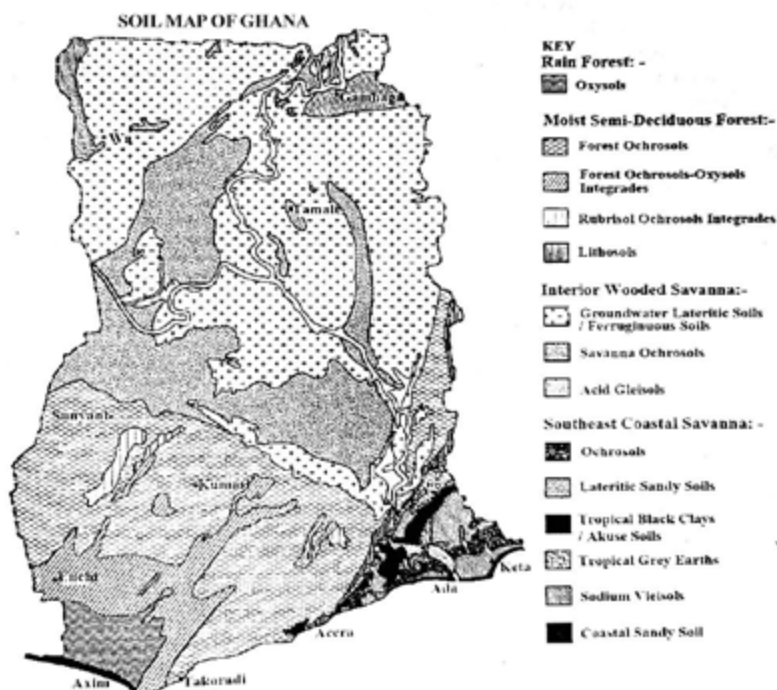 SOIL MAP OF GHANA
KEY
Rain Forest: -
Oxysols
Moist Semi-Deciduous Forest:-
Forest Ochrosols
Forest Ochrosols-Oxysols
Integrades
Rubrisol Ochrosols Integrades
Lithosols
Interior Wooded Savanna:-
Groundwater Lateritic Soils
/ Ferruginuous Soils
Savanna Ochrosols
Acid Gleisols
Southeast Coastal Savanna: -
Ochrosols
Lateritic Sandy Soils
Tropical Black Clays
/ Akuse Soils
Tropical Grey Earths
Sodium Vleisols
Coastal Sandy Soil
Gambaga
Wa
Tamale
Sunyani
Kumasi
Enchi
Keta
Ada
Accra
Takoradi
Axim